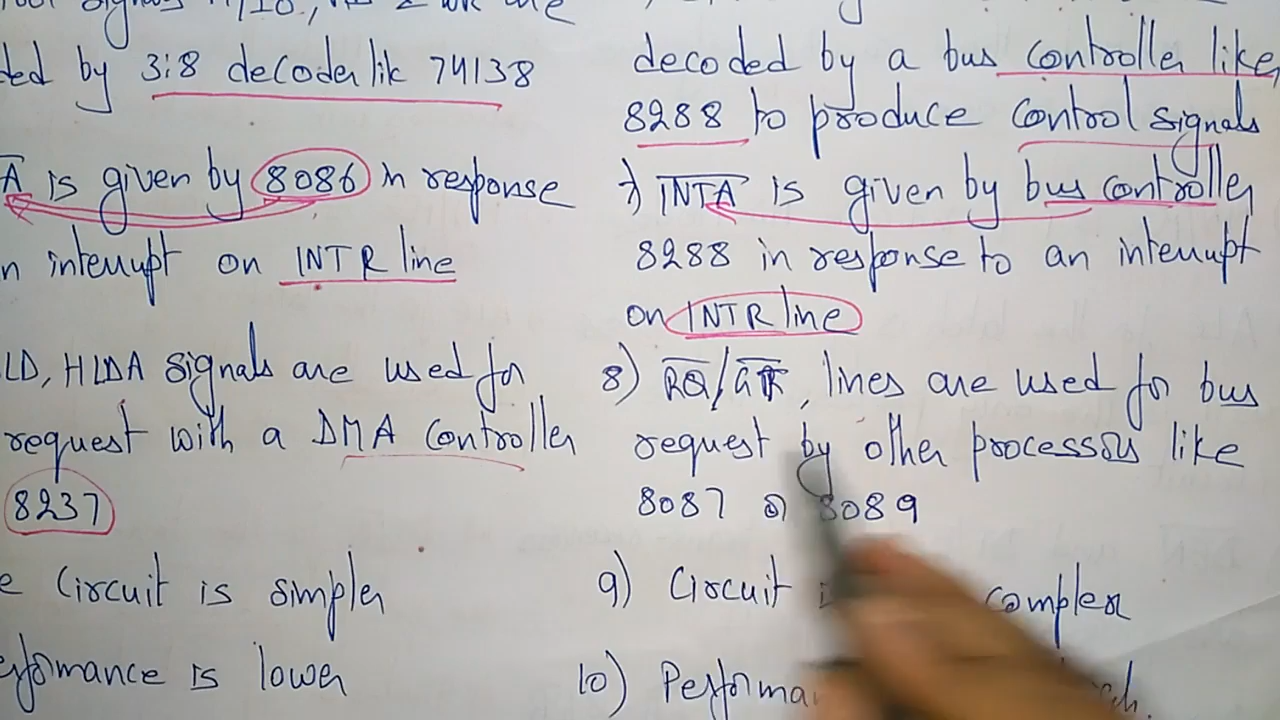 ded by 3:8 decoder lik 74138
A is given by 8086 in response
n interrupt on INTR line
LD, HLDA signals are used for
request with a DMA controller
8237
e Circuit is simpler
erformance is lower
decoded by a bus controller like
8288 to produce control signals
7) INTA is given by bus controller
8288 in response to an interrupt
on INTR line
8) RQ/GT, lines are used for bus
request by other processors like
8087 or 8089
9) Circuit complex
10) Performa